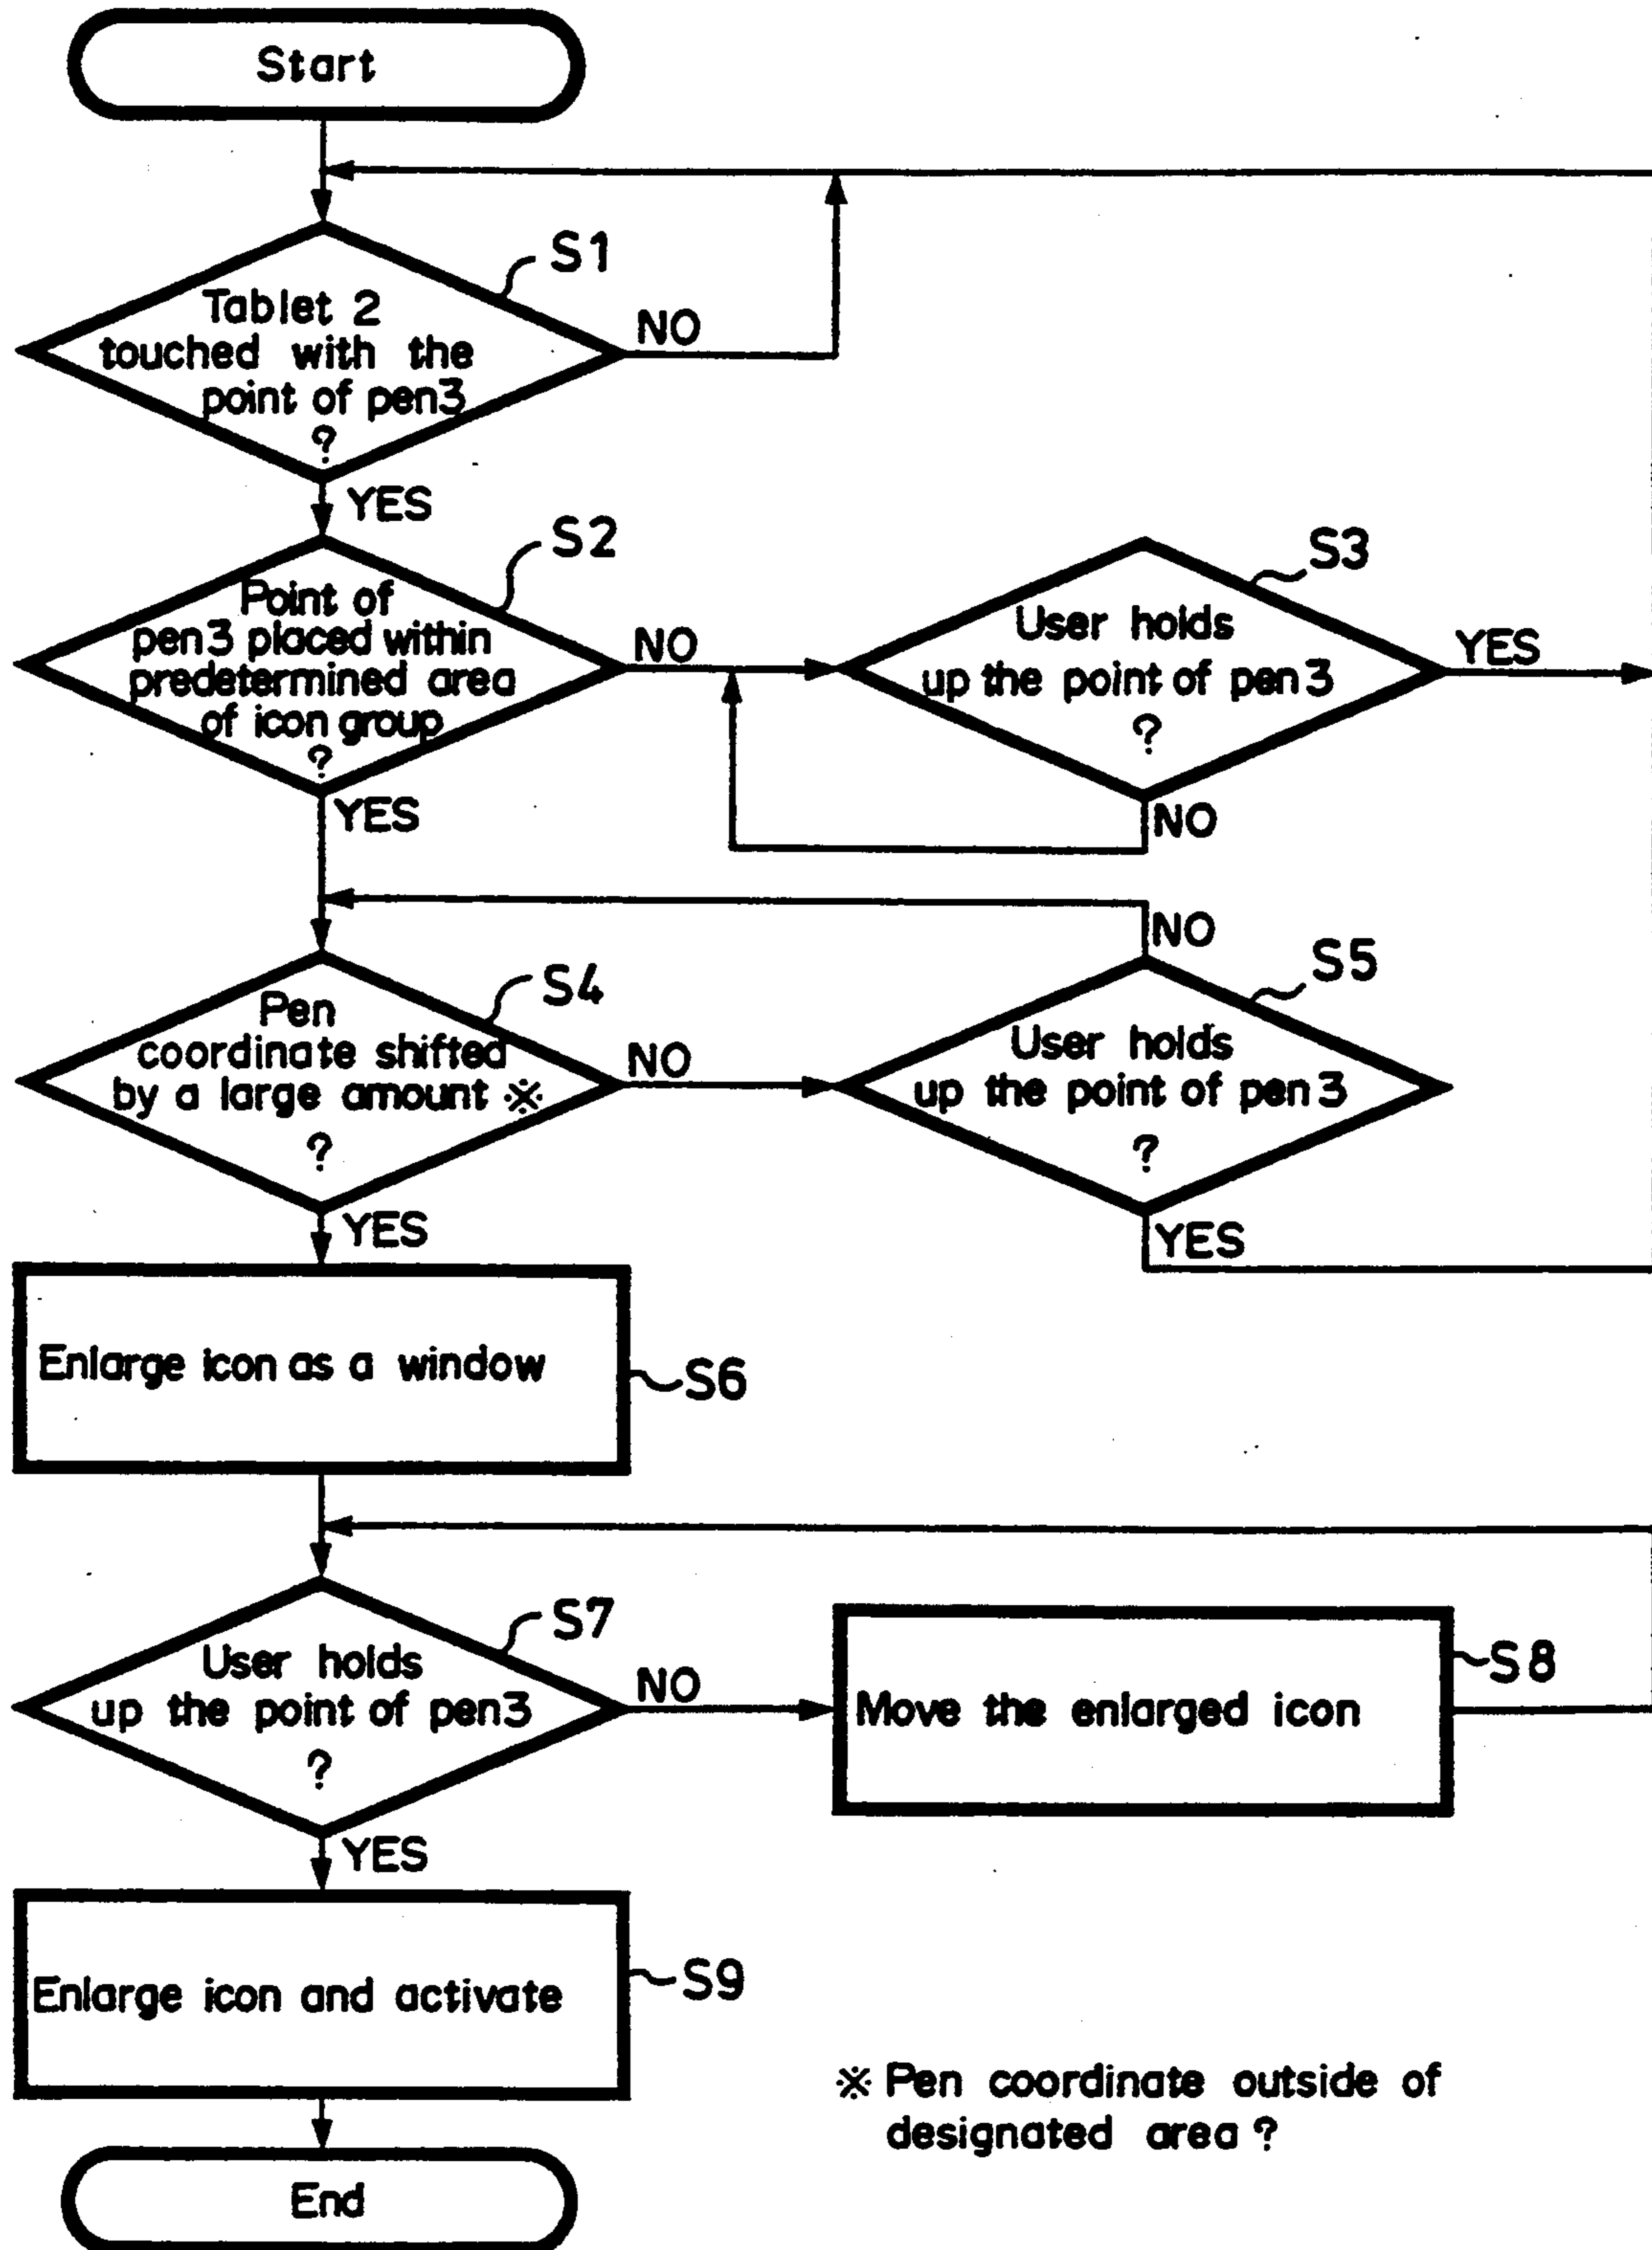 Start
S1
Tablet 2
touched with the
point of pen3
?
NO
YES
S2
Point of
pen3 placed within
predetermined area
of icon group
?
NO
YES
S3
User holds
up the point of pen 3
?
YES
NO
S4
Pen
coordinate shifted
by a large amount ※
?
NO
YES
NO
S5
User holds
up the point of pen 3
?
YES
Enlarge icon as a window
S6
S7
User holds
up the point of pen3
?
NO
YES
Move the enlarged icon
S8
Enlarge icon and activate
S9
※ Pen coordinate outside of
designated area ?
End